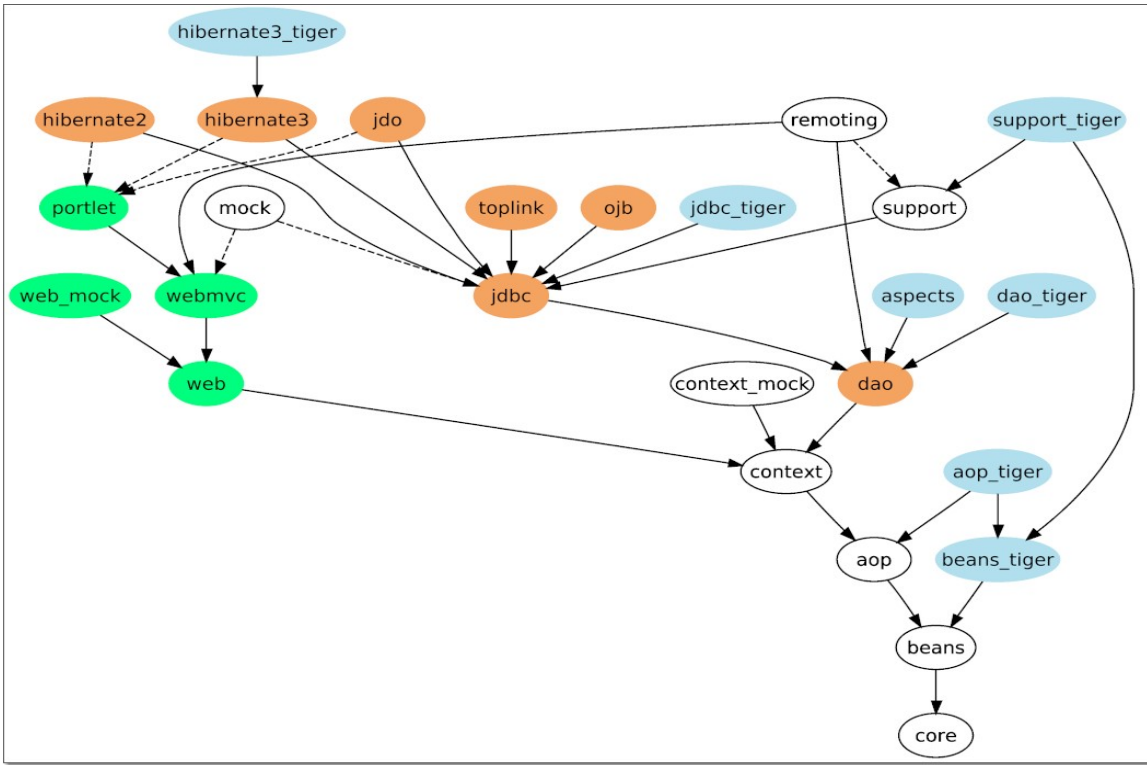 hibernate3_tiger
hibernate2
hibernate3
jdo
remoting
support_tiger
portlet
mock
toplink
ojb
jdbc_tiger
support
web_mock
webmvc
jdbc
aspects
dao_tiger
web
context_mock
dao
context
aop_tiger
aop
beans_tiger
beans
core